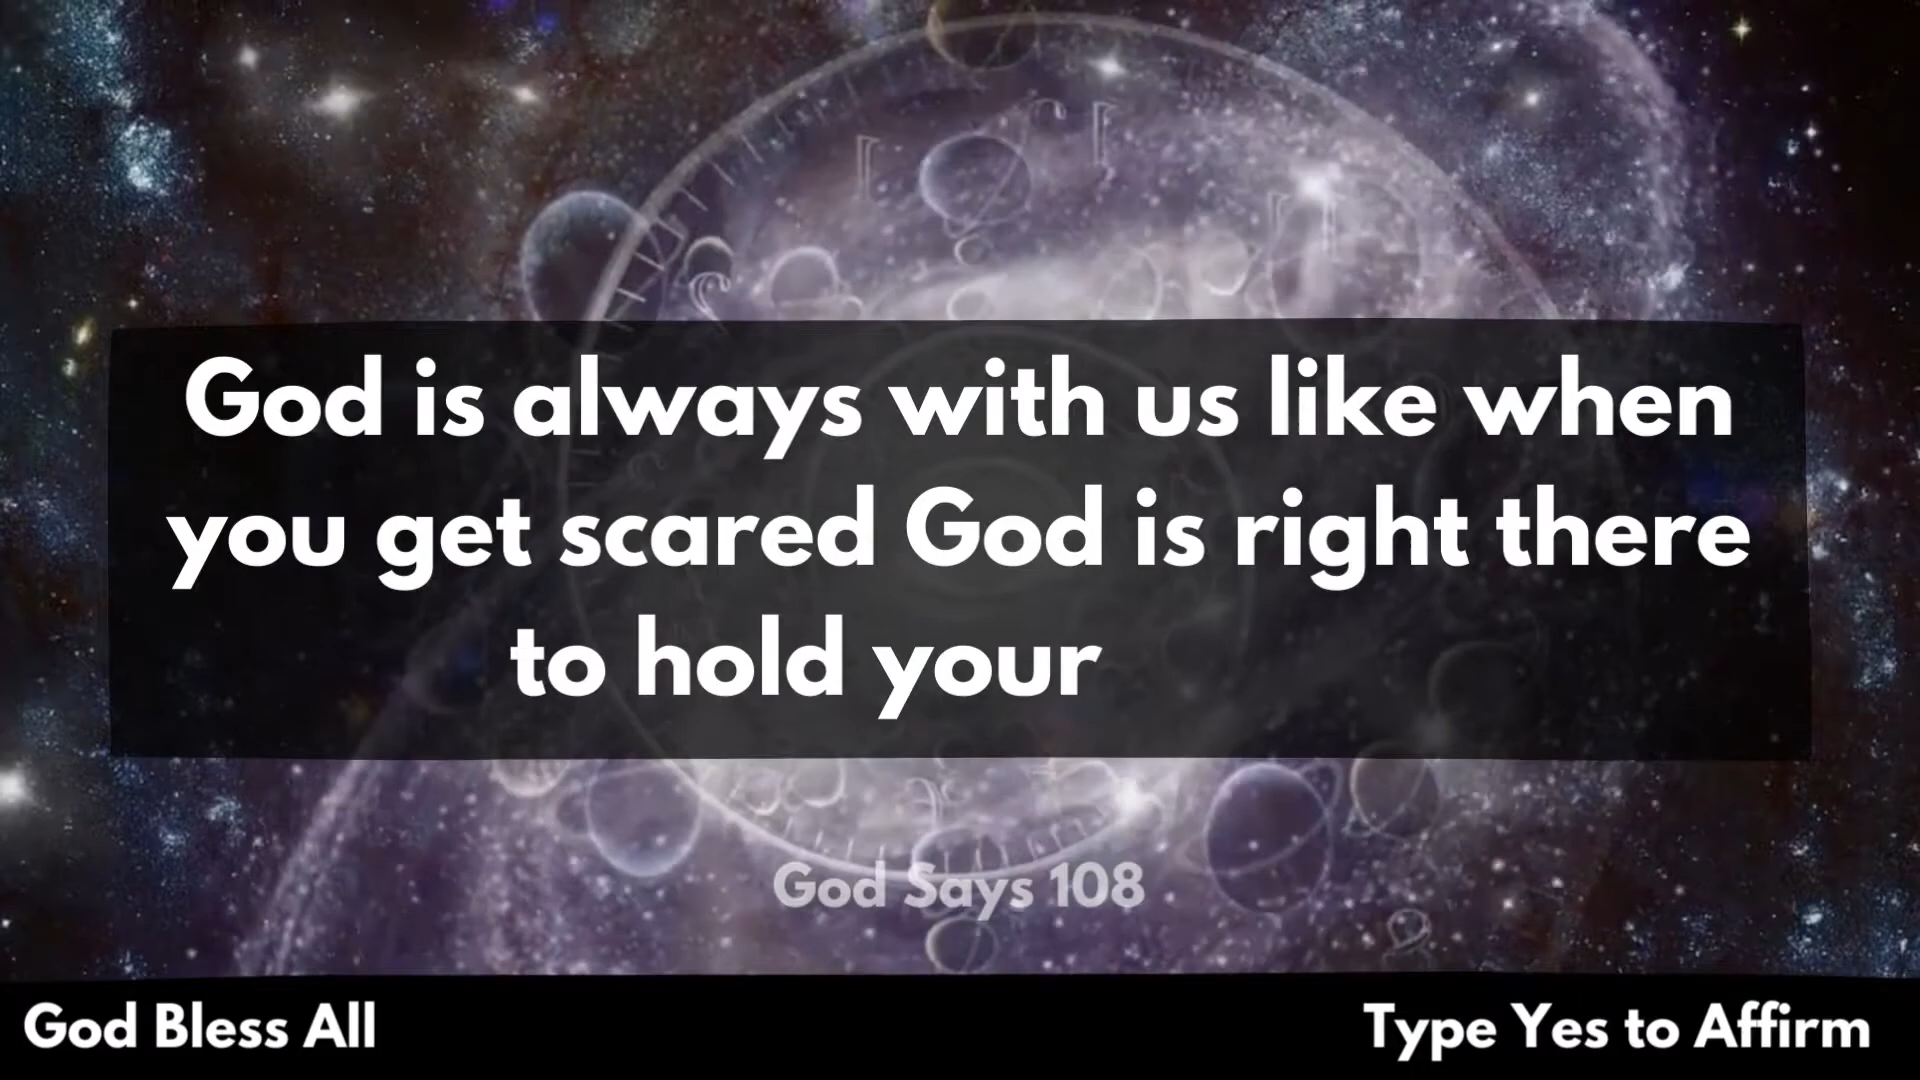 God is always with us like when
you get scared God is right there
to hold your
God Says 108
God Bless All
Type Yes to Affirm